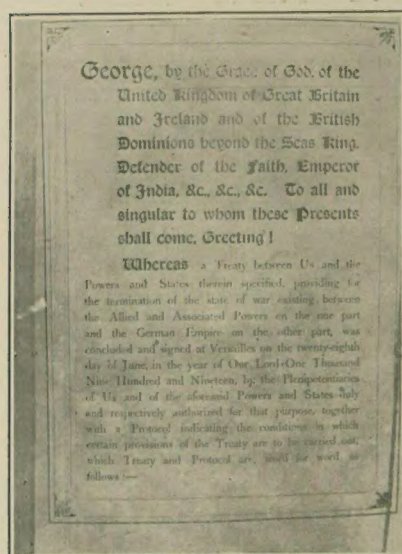 George, by the Grace of God, of the
United Kingdom of Great Britain
and Ireland and of the British
Dominions beyond the Seas King,
Defender of the Faith, Emperor
of India, &c., &c., &c. To all and
singular to whom these Presents
shall come, Greeting!
Whereas a Treaty between Us and the
Powers and States therein specified, providing for
the termination of the state of war existing between
the Allied and Associated Powers on the one part
and the German Empire on the other part, was
concluded and signed at Versailles on the twenty-eighth
day of June, in the year of Our Lord One Thousand
Nine Hundred and Nineteen, by the Plenipotentiaries
of Us and of the aforesaid Powers and States duly
and respectively authorized for that purpose, together
with a Protocol indicating the conditions in which
certain provisions of the Treaty are to be carried out,
which Treaty and Protocol are, word for word as
follows:—